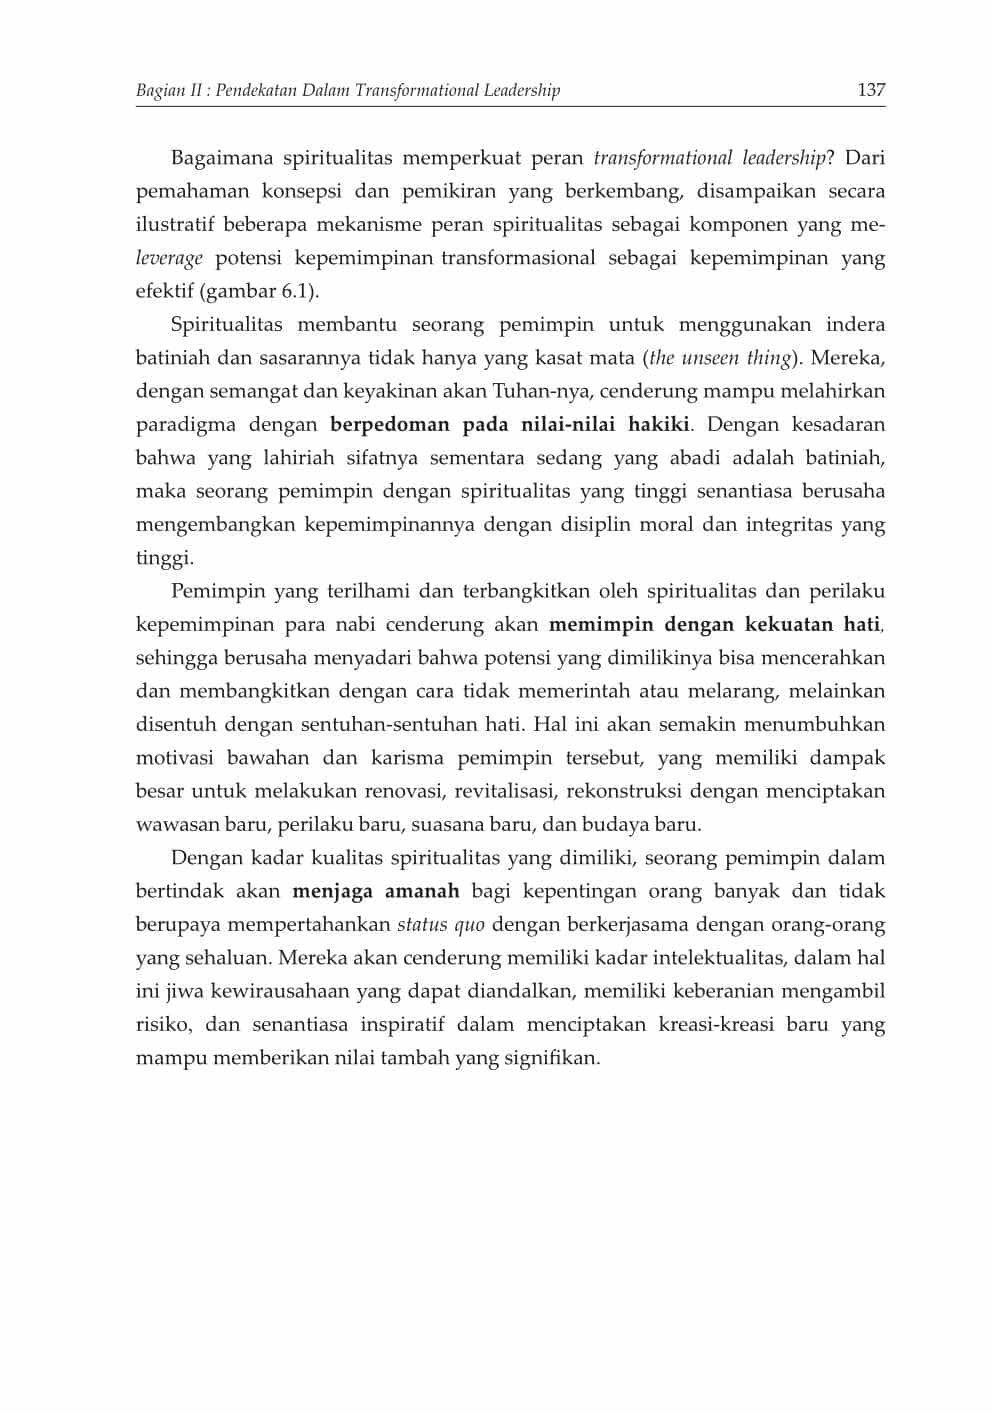 Bagian II : Pendekatan Dalam Transformational Leadership 137
Bagaimana spiritualitas memperkuat peran transformational leadership? Dari
pemahaman konsepsi dan pemikiran yang berkembang, disampaikan secara
ilustratif beberapa mekanisme peran spiritualitas sebagai komponen yang me-
leverage potensi kepemimpinan transformasional sebagai kepemimpinan yang
efektif (gambar 6.1).
Spiritualitas membantu seorang pemimpin untuk menggunakan indera
batiniah dan sasarannya tidak hanya yang kasat mata (the unseen thing). Mereka,
dengan semangat dan keyakinan akan Tuhan-nya, cenderung mampu melahirkan
paradigma dengan berpedoman pada nilai-nilai hakiki. Dengan kesadaran
bahwa yang lahiriah sifatnya sementara sedang yang abadi adalah batiniah,
maka seorang pemimpin dengan spiritualitas yang tinggi senantiasa berusaha
mengembangkan kepemimpinannya dengan disiplin moral dan integritas yang
tinggi.
Pemimpin yang terilhami dan terbangkitkan oleh spiritualitas dan perilaku
kepemimpinan para nabi cenderung akan memimpin dengan kekuatan hati,
sehingga berusaha menyadari bahwa potensi yang dimilikinya bisa mencerahkan
dan membangkitkan dengan cara tidak memerintah atau melarang, melainkan
disentuh dengan sentuhan-sentuhan hati. Hal ini akan semakin menumbuhkan
motivasi bawahan dan karisma pemimpin tersebut, yang memiliki dampak
besar untuk melakukan renovasi, revitalisasi, rekonstruksi dengan menciptakan
wawasan baru, perilaku baru, suasana baru, dan budaya baru.
Dengan kadar kualitas spiritualitas yang dimiliki, seorang pemimpin dalam
bertindak akan menjaga amanah bagi kepentingan orang banyak dan tidak
berupaya mempertahankan status quo dengan berkerjasama dengan orang-orang
yang sehaluan. Mereka akan cenderung memiliki kadar intelektualitas, dalam hal
ini jiwa kewirausahaan yang dapat diandalkan, memiliki keberanian mengambil
risiko, dan senantiasa inspiratif dalam menciptakan kreasi-kreasi baru yang
mampu memberikan nilai tambah yang signifikan.